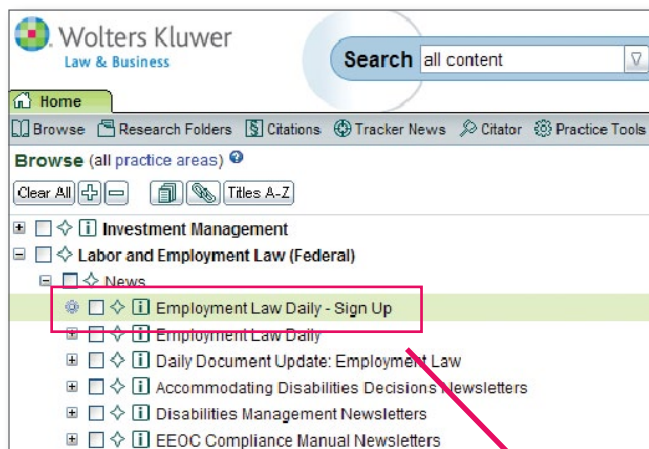 Wolters Kluwer
Law & Business
Search all content
Home
Browse Research Folders Citations Tracker News Citator Practice Tools
Browse (all practice areas)
Clear All Titles A-Z
Investment Management
Labor and Employment Law (Federal)
News
Employment Law Daily - Sign Up
Employment Law Daily
Daily Document Update: Employment Law
Accommodating Disabilities Decisions Newsletters
Disabilities Management Newsletters
EEOC Compliance Manual Newsletters